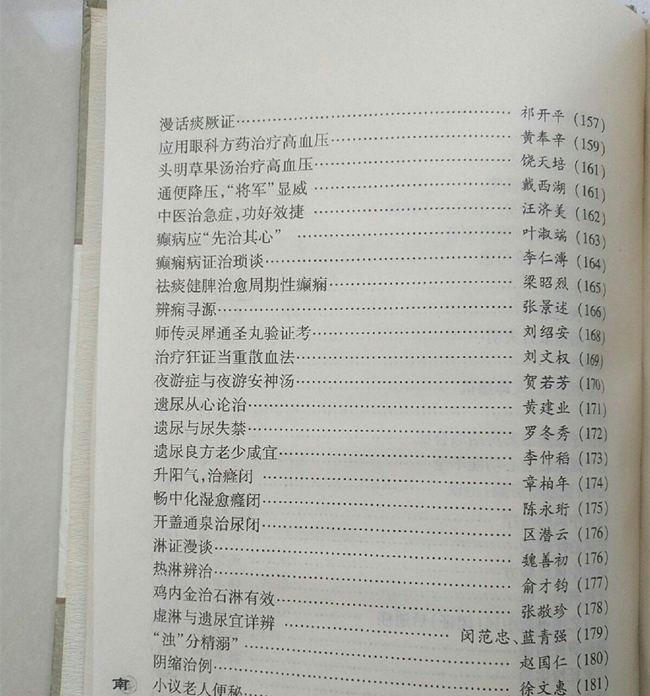 漫话痰厥证…………………………………祁开平(157)
应用眼科方药治疗高血压…………………………………黄奉辛(159)
头明草果汤治疗高血压…………………………………饶天培(161)
通便降压,“将军”显威…………………………………戴西湖(161)
中医治急症,功好效捷…………………………………汪济美(162)
癫病应“先治其心”…………………………………叶淑端(163)
癫痫病证治琐谈…………………………………李仁溥(164)
祛痰健脾治愈周期性癫痫…………………………………梁昭烈(165)
辨痫寻源…………………………………张景述(166)
师传灵犀通圣丸验证考…………………………………刘绍安(168)
治疗狂证当重散血法…………………………………刘文权(169)
夜游症与夜游安神汤…………………………………贺若芳(170)
遗尿从心论治…………………………………黄建业(171)
遗尿与尿失禁…………………………………罗冬秀(172)
遗尿良方老少咸宜…………………………………李仲稻(173)
升阳气,治癃闭…………………………………章柏年(174)
畅中化湿愈癃闭…………………………………陈永珩(175)
开盖通泉治尿闭…………………………………区潜云(176)
淋证漫谈…………………………………魏善初(176)
热淋辨治…………………………………俞才钧(177)
鸡内金治石淋有效…………………………………张敬珍(178)
虚淋与遗尿宜详辨…………………………………闵范忠、蓝青强(179)
“浊”分精溺”…………………………………赵国仁(180)
阴缩治例…………………………………徐文惠(181)
小议老人便秘
南